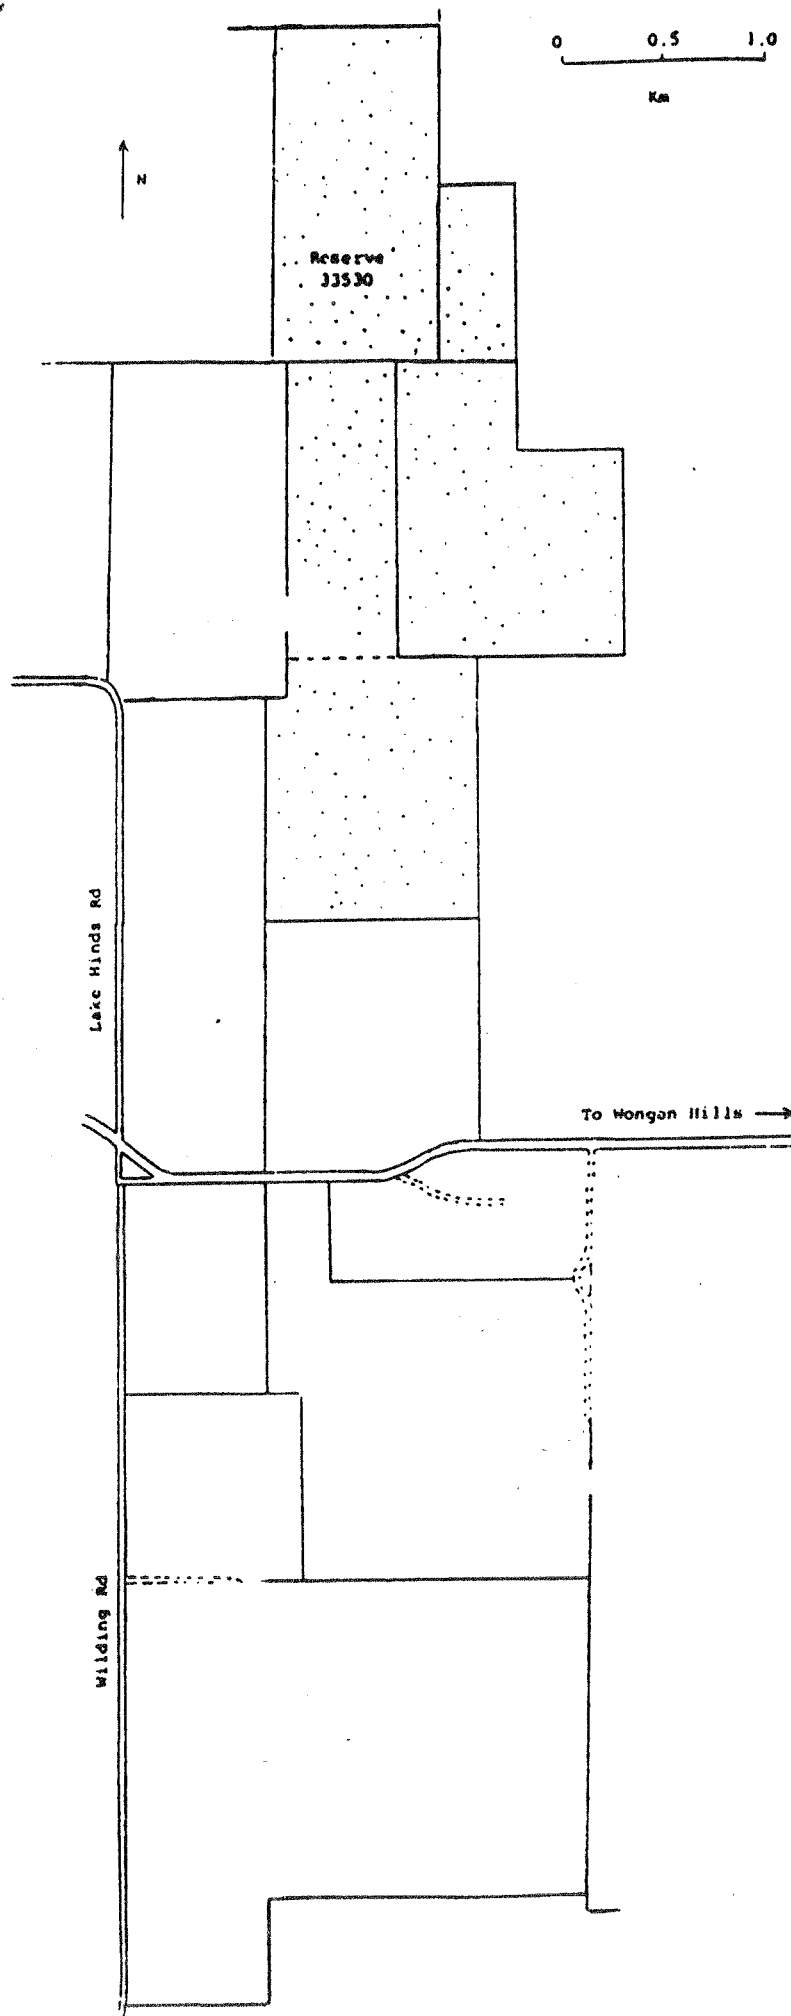 0 0.5 1.0
Km
N
Reserve
33530
Lake Hinds Rd
To Wongan Hills
Wilding Rd